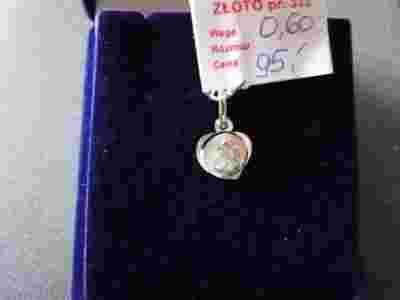 ZŁOTO pr. 333
Waga 0,60
Rozmiar
Cena 95,-